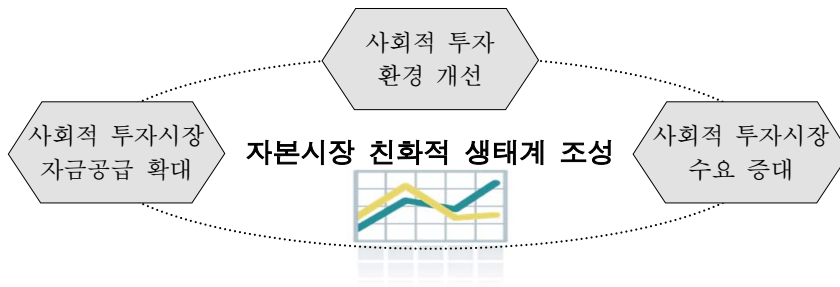 사회적 투자
환경 개선
사회적 투자시장
자금공급 확대
자본시장 친화적 생태계 조성
사회적 투자시장
수요 증대